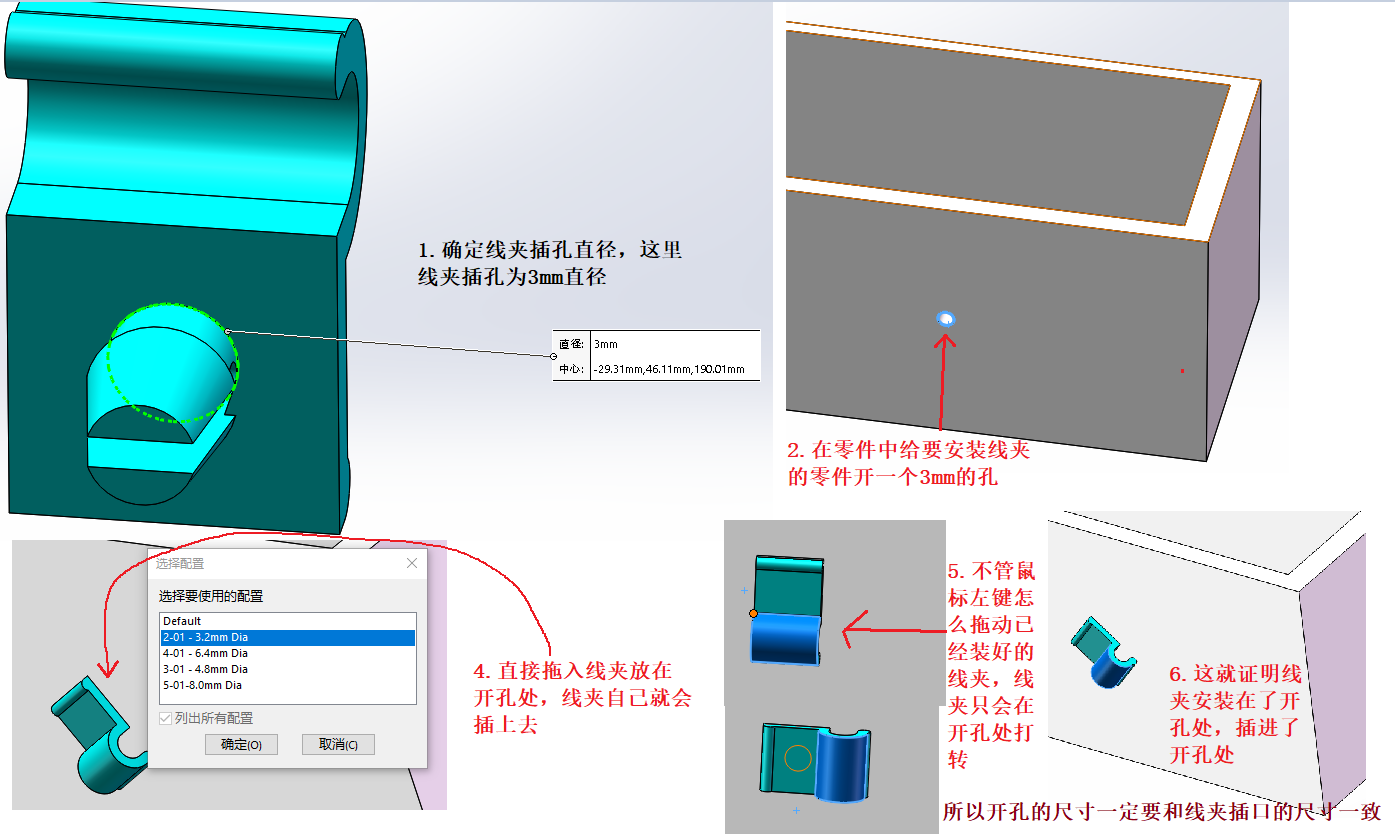 1.确定线夹插孔直径，这里
线夹插孔为3mm直径
直径: 3mm
中心: -29.31mm,46.11mm,190.01mm
2.在零件中给要安装线夹
的零件开一个3mm的孔
选择配置
选择要使用的配置
Default
2-01 - 3.2mm Dia
4-01 - 6.4mm Dia
3-01 - 4.8mm Dia
5-01-8.0mm Dia
列出所有配置
确定(O) 取消(C)
4.直接拖入线夹放在
开孔处，线夹自己就会
插上去
5.不管鼠
标左键怎
么拖动已
经装好的
线夹，线
夹只会在
开孔处打
转
6.这就证明线
夹安装在了开
孔处，插进了
开孔处
所以开孔的尺寸一定要和线夹插口的尺寸一致